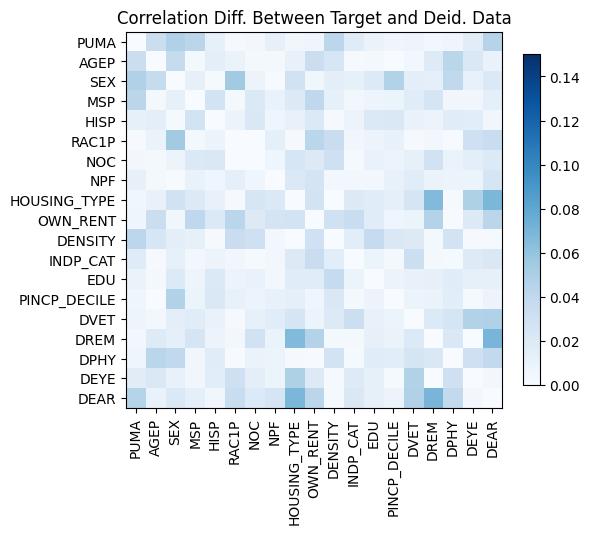 Correlation Diff. Between Target and Deid. Data
PUMA
AGEP
SEX
MSP
HISP
RAC1P
NOC
NPF
HOUSING_TYPE
OWN_RENT
DENSITY
INDP_CAT
EDU
PINCP_DECILE
DVET
DREM
DPHY
DEYE
DEAR
PUMA
AGEP
SEX
MSP
HISP
RAC1P
NOC
NPF
HOUSING_TYPE
OWN_RENT
DENSITY
INDP_CAT
EDU
PINCP_DECILE
DVET
DREM
DPHY
DEYE
DEAR
0.14
0.12
0.10
0.08
0.06
0.04
0.02
0.00